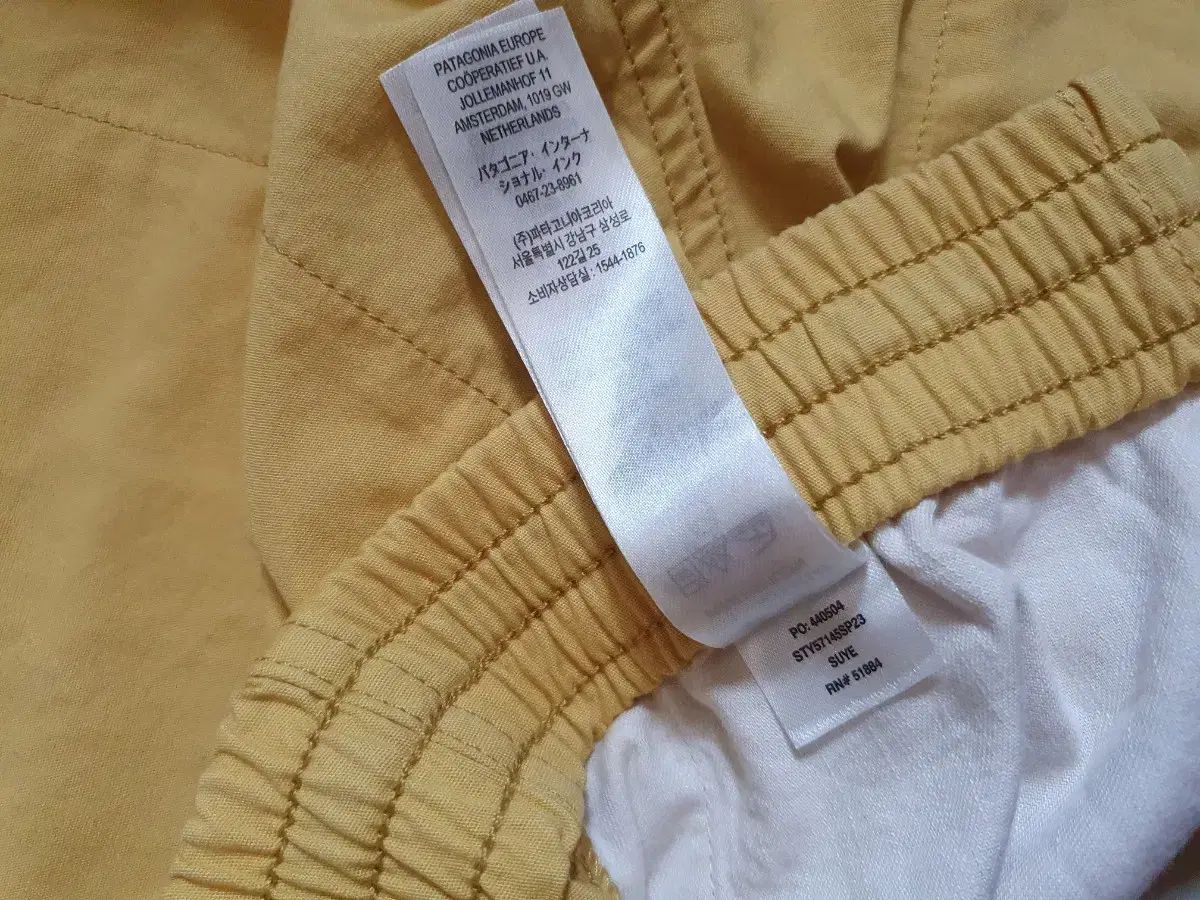 PATAGONIA EUROPE
COÖPERATIEF U.A.
JOLLEMANHOF 11
AMSTERDAM, 1019 GW
NETHERLANDS
パタゴニア・インターナ
ショナル・インク
0467-23-8961
(주)파타고니아코리아
서울특별시 강남구 삼성로
122길 25
소비자상담실 : 1544-1876
PO: 440504
STY57145SP23
SUYE
RN# 51884